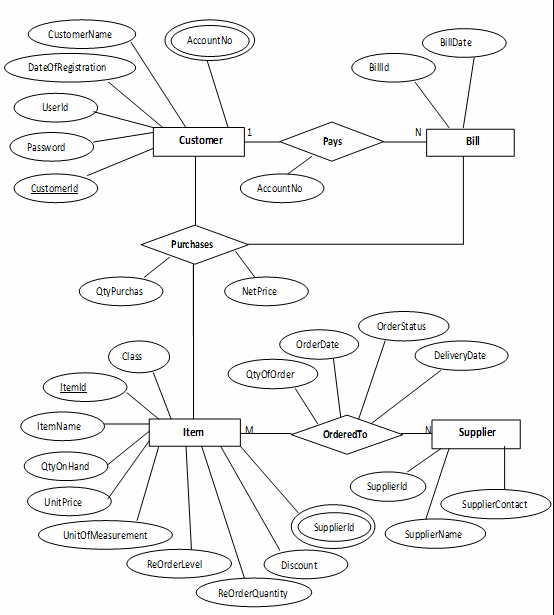 CustomerName
AccountNo
BillDate
DateOfRegistration
BillId
UserId
Password
Customer
1
Pays
N
Bill
CustomerId
AccountNo
Purchases
QtyPurchas
NetPrice
OrderStatus
OrderDate
Class
DeliveryDate
QtyOfOrder
ItemId
ItemName
Item
M
OrderedTo
N
Supplier
QtyOnHand
SupplierId
UnitPrice
SupplierContact
UnitOfMeasurement
SupplierId
SupplierName
ReOrderLevel
Discount
ReOrderQuantity